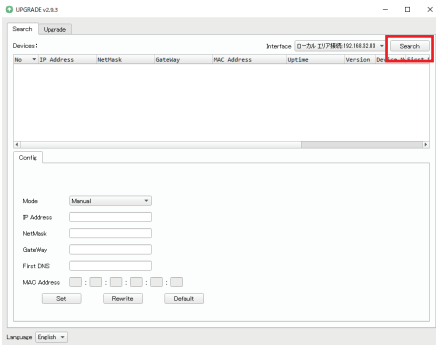 UPGRADE v2.9.3
Search Upgrade
Devices: Interface ローカル エリア接続:192.168.92.88 Search
No IP Address NetMask GateWay MAC Address Uptime Version
Config
Mode Manual
IP Address
NetMask
GateWay
First DNS
MAC Address : : : : :
Set Rewrite Default
Language English